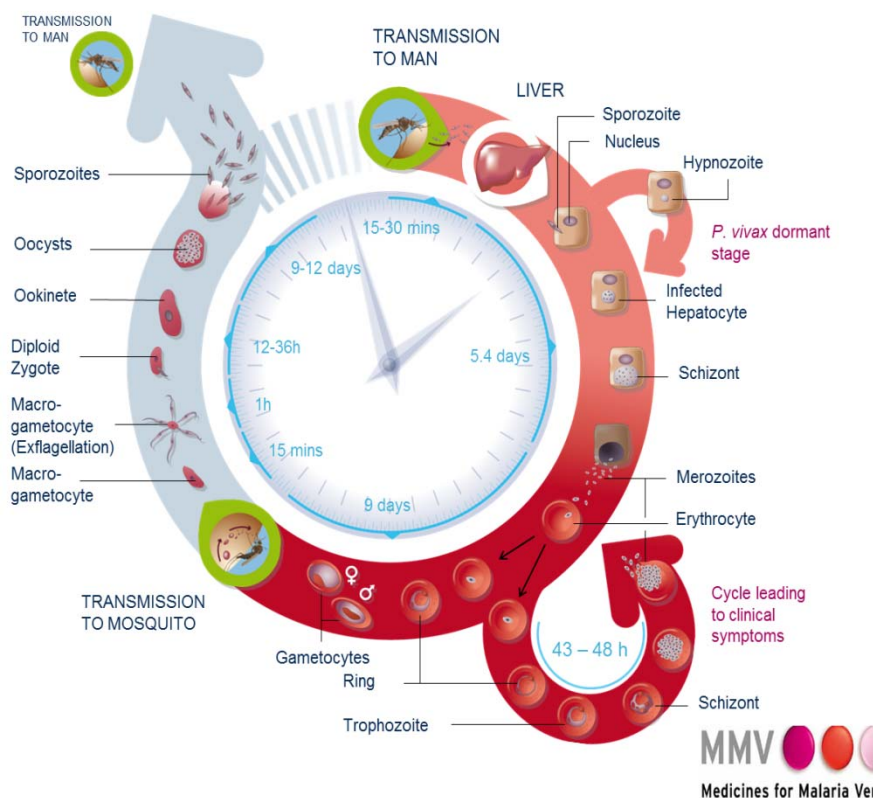 TRANSMISSION
TO MAN
TRANSMISSION
TO MAN
LIVER
Sporozoite
Nucleus
Hypnozoite
P. vivax dormant
stage
Infected
Hepatocyte
Schizont
Merozoites
Erythrocyte
Cycle leading
to clinical
symptoms
Schizont
Trophozoite
Ring
Gametocytes
♀
♂
43 – 48 h
TRANSMISSION
TO MOSQUITO
Macro-
gametocyte
Macro-
gametocyte
(Exflagellation)
Diploid
Zygote
Ookinete
Oocysts
Sporozoites
15-30 mins
5.4 days
9 days
15 mins
1h
12-36h
9-12 days
MMV
Medicines for Malaria Ver